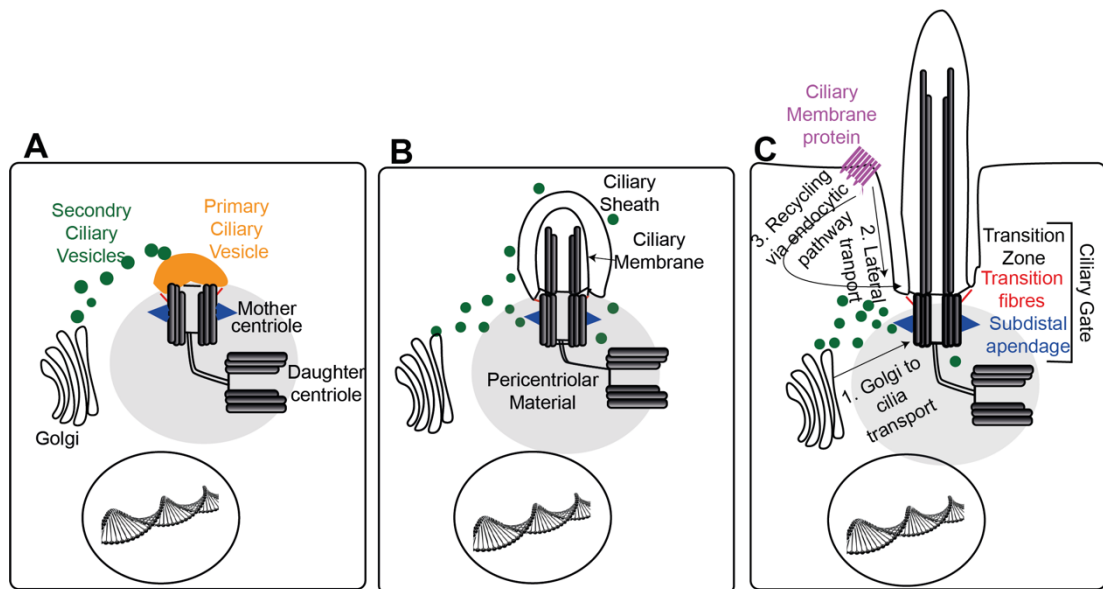 A
Secondry
Ciliary
Vesicles
Primary
Ciliary
Vesicle
Mother
centriole
Daughter
centriole
Golgi
B
Ciliary
Sheath
Ciliary
Membrane
Pericentriolar
Material
C
Ciliary
Membrane
protein
3. Recycling
via endocytic
pathway
2. Lateral
tranport
1. Golgi to
cilia
transport
Transition
Zone
Transition
fibres
Subdistal
apendage
Ciliary Gate